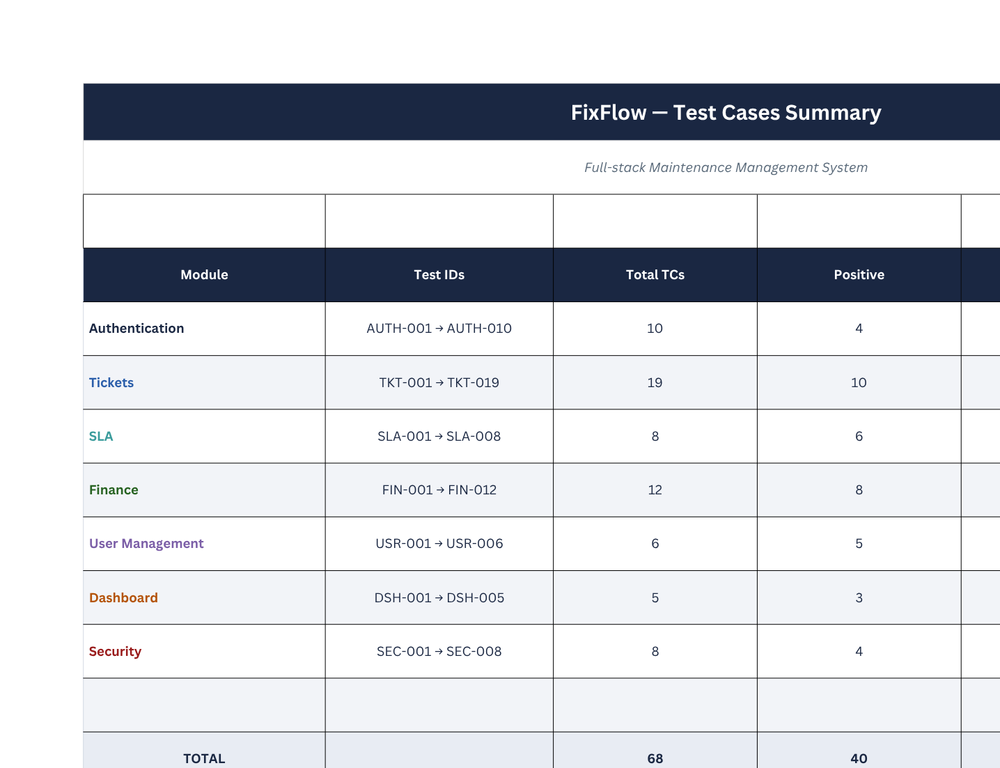 FixFlow — Test Cases Summary
Full-stack Maintenance Management System
Module Test IDs Total TCs Positive
Authentication AUTH-001 → AUTH-010 10 4
Tickets TKT-001 → TKT-019 19 10
SLA SLA-001 → SLA-008 8 6
Finance FIN-001 → FIN-012 12 8
User Management USR-001 → USR-006 6 5
Dashboard DSH-001 → DSH-005 5 3
Security SEC-001 → SEC-008 8 4
TOTAL 68 40